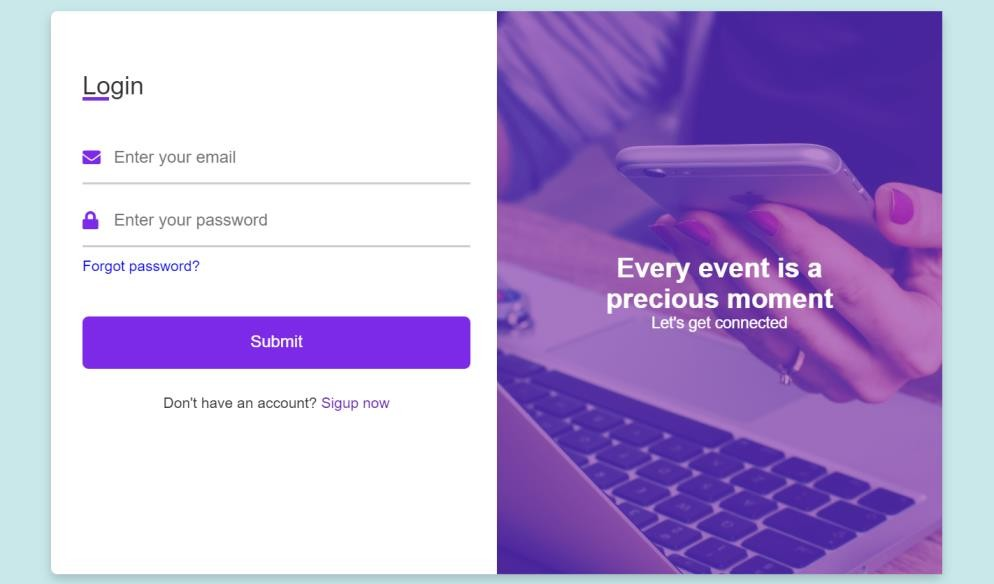 Login
Enter your email
Enter your password
Forgot password?
Submit
Don't have an account? Sigup now
Every event is a
precious moment
Let's get connected